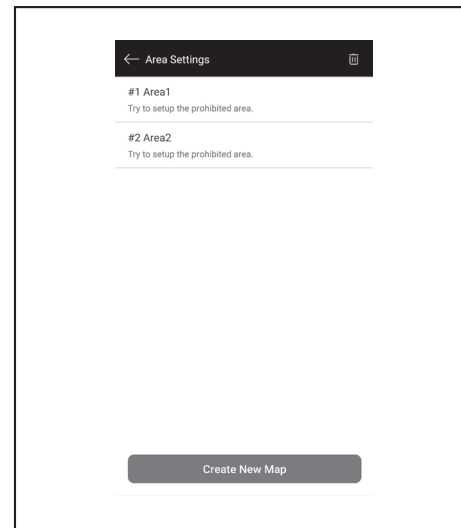 Area Settings
#1 Area1
Try to setup the prohibited area.
#2 Area2
Try to setup the prohibited area.
Create New Map